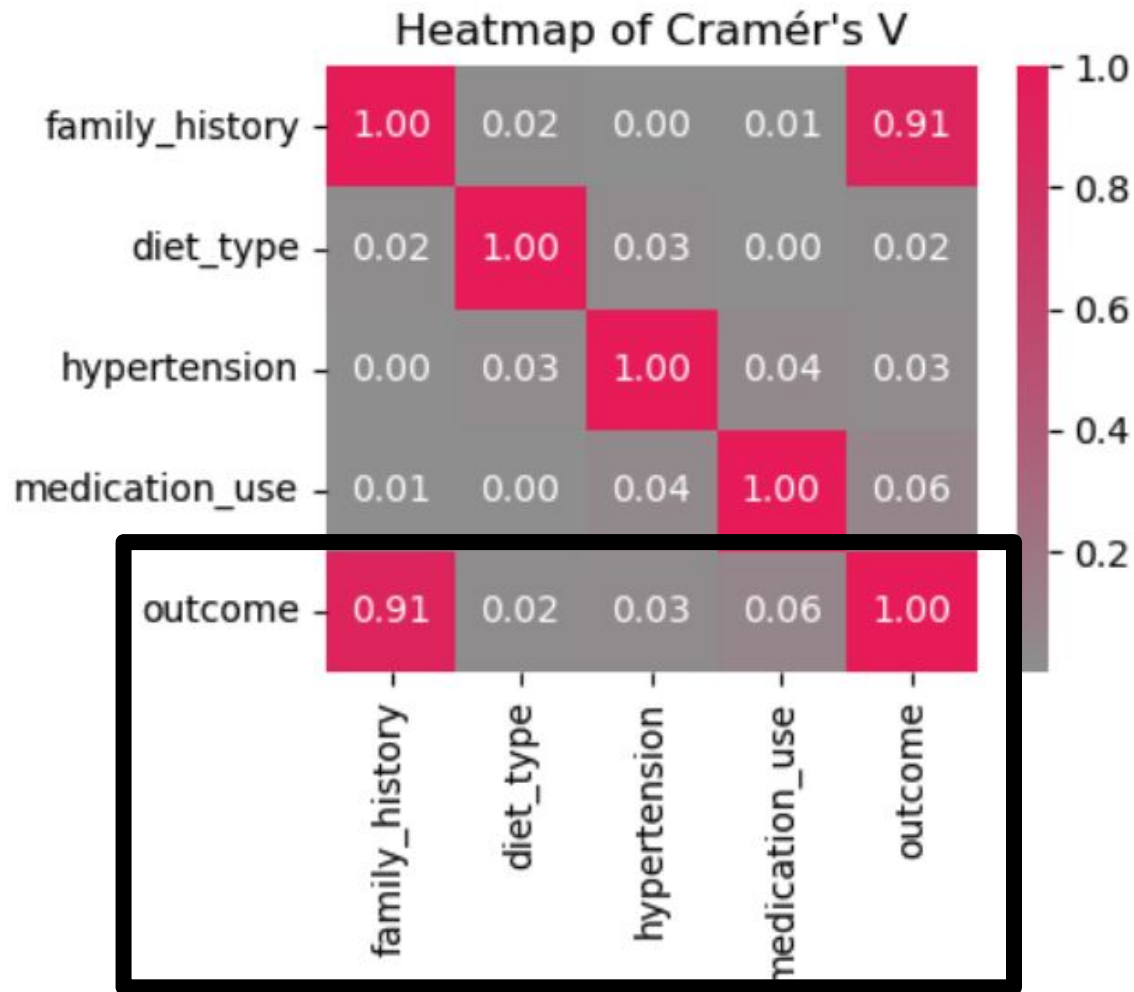 Heatmap of Cramér's V
family_history 1.00 0.02 0.00 0.01 0.91
diet_type 0.02 1.00 0.03 0.00 0.02
hypertension 0.00 0.03 1.00 0.04 0.03
medication_use 0.01 0.00 0.04 1.00 0.06
outcome 0.91 0.02 0.03 0.06 1.00
family_history
diet_type
hypertension
medication_use
outcome
1.0
0.8
0.6
0.4
0.2